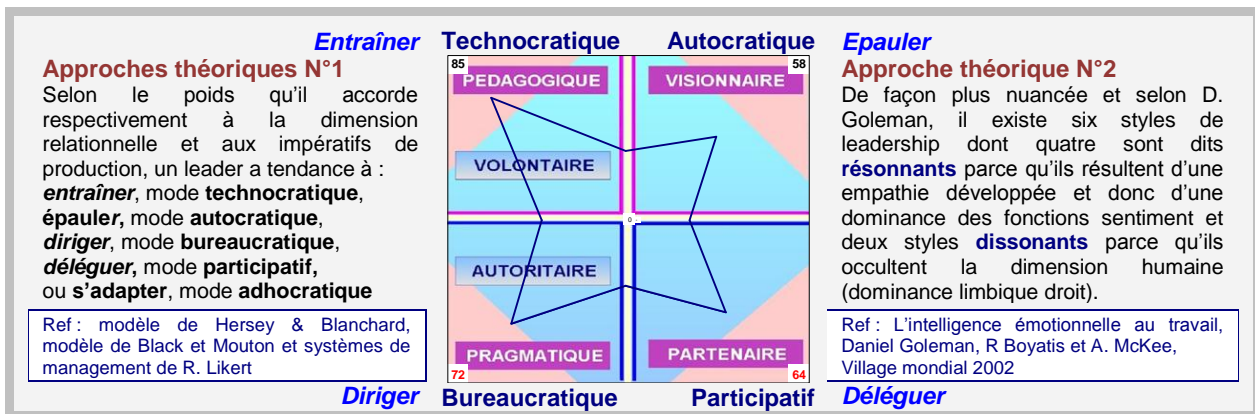 Entraîner
Approches théoriques N°1
Selon le poids qu'il accorde
respectivement à la dimension
relationnelle et aux impératifs de
production, un leader a tendance à :
entraîner, mode technocratique,
épauler, mode autocratique,
diriger, mode bureaucratique,
déléguer, mode participatif,
ou s'adapter, mode adhocratique
Ref : modèle de Hersey & Blanchard,
modèle de Black et Mouton et systèmes de
management de R. Likert
Diriger
Technocratique Autocratique
85 58
PEDAGOGIQUE VISIONNAIRE
VOLONTAIRE
0
AUTORITAIRE
PRAGMATIQUE PARTENAIRE
72 64
Bureaucratique Participatif
Epauler
Approche théorique N°2
De façon plus nuancée et selon D.
Goleman, il existe six styles de
leadership dont quatre sont dits
résonnants parce qu'ils résultent d'une
empathie développée et donc d'une
dominance des fonctions sentiment et
deux styles dissonants parce qu'ils
occultent la dimension humaine
(dominance limbique droit).
Ref : L'intelligence émotionnelle au travail,
Daniel Goleman, R Boyatis et A. McKee,
Village mondial 2002
Déléguer